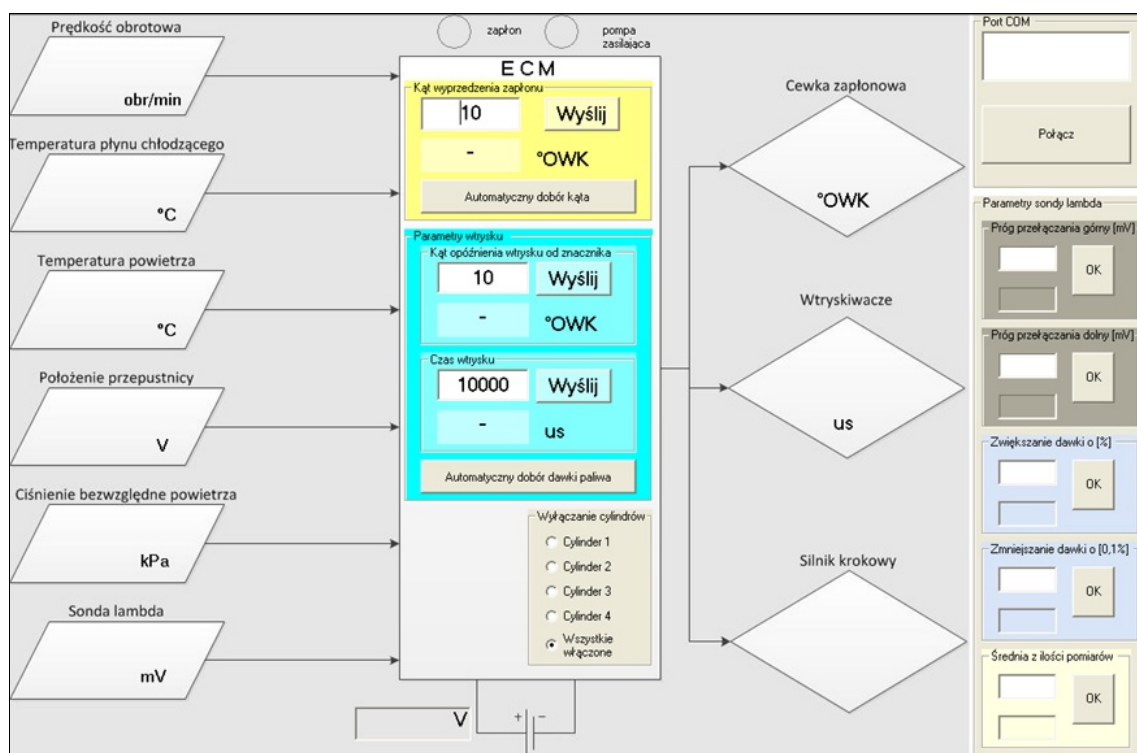 Prędkość obrotowa
obr/min
Temperatura płynu chłodzącego
°C
Temperatura powietrza
°C
Położenie przepustnicy
V
Ciśnienie bezwzględne powietrza
kPa
Sonda lambda
mV
zapłon
pompa
zasilająca
ECM
Kąt wyprzedzenia zapłonu
10
Wyślij
-
°OWK
Automatyczny dobór kąta
Parametry wtrysku
Kąt opóźnienia wtrysku od znacznika
10
Wyślij
-
°OWK
Czas wtrysku
10000
Wyślij
-
us
Automatyczny dobór dawki paliwa
Wyłączanie cylindrów
Cylinder 1
Cylinder 2
Cylinder 3
Cylinder 4
Wszystkie
włączone
V
+ −
Cewka zapłonowa
°OWK
Wtryskiwacze
us
Silnik krokowy
Port COM
Połącz
Parametry sondy lambda
Próg przełączania górny [mV]
OK
Próg przełączania dolny [mV]
OK
Zwiększanie dawki o [%]
OK
Zmniejszanie dawki o [0,1%]
OK
Średnia z ilości pomiarów
OK